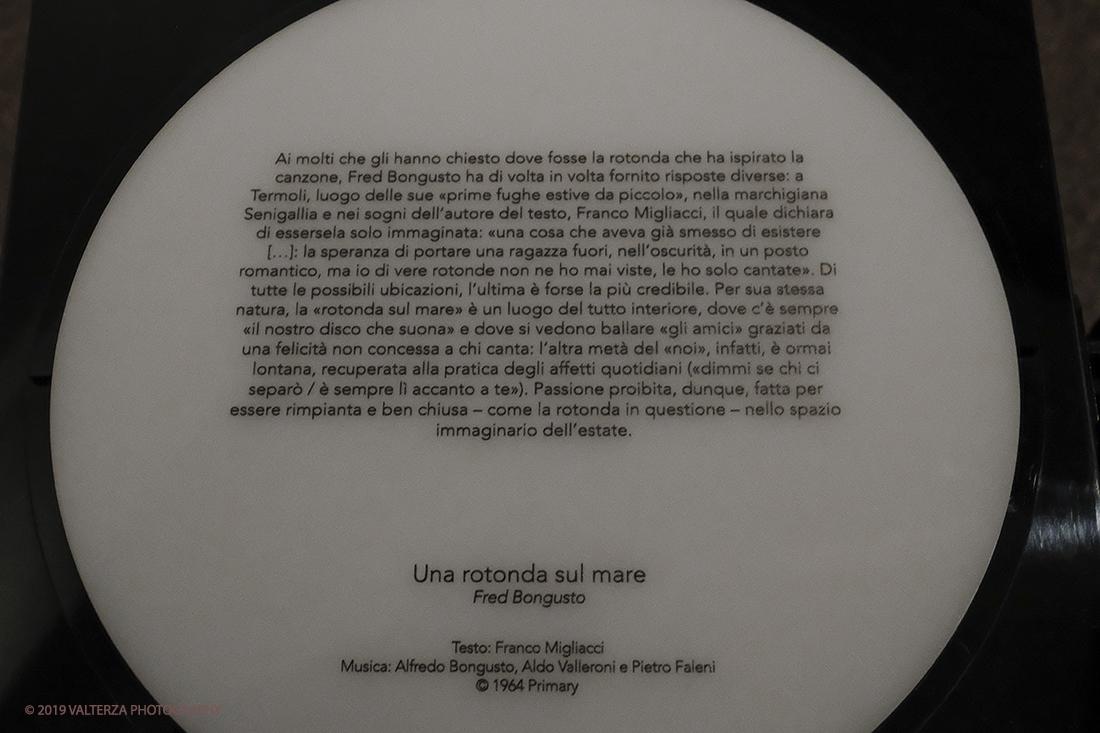 Ai molti che gli hanno chiesto dove fosse la rotonda che ha ispirato la
canzone, Fred Bongusto ha di volta in volta fornito risposte diverse: a
Termoli, luogo delle sue «prime fughe estive da piccolo», nella marchigiana
Senigallia e nei sogni dell'autore del testo, Franco Migliacci, il quale dichiara
di essersela solo immaginata: «una cosa che aveva già smesso di esistere
[...]: la speranza di portare una ragazza fuori, nell'oscurità, in un posto
romantico, ma io di vere rotonde non ne ho mai viste, le ho solo cantate». Di
tutte le possibili ubicazioni, l'ultima è forse la più credibile. Per sua stessa
natura, la «rotonda sul mare» è un luogo del tutto interiore, dove c'è sempre
«il nostro disco che suona» e dove si vedono ballare «gli amici» graziati da
una felicità non concessa a chi canta: l'altra metà del «noi», infatti, è ormai
lontana, recuperata alla pratica degli affetti quotidiani («dimmi se chi ci
separò / è sempre lì accanto a te»). Passione proibita, dunque, fatta per
essere rimpianta e ben chiusa – come la rotonda in questione – nello spazio
immaginario dell'estate.
Una rotonda sul mare
Fred Bongusto
Testo: Franco Migliacci
Musica: Alfredo Bongusto, Aldo Valleroni e Pietro Faleni
© 1964 Primary
© 2019 VALTERZA PHOTOGRAPHY